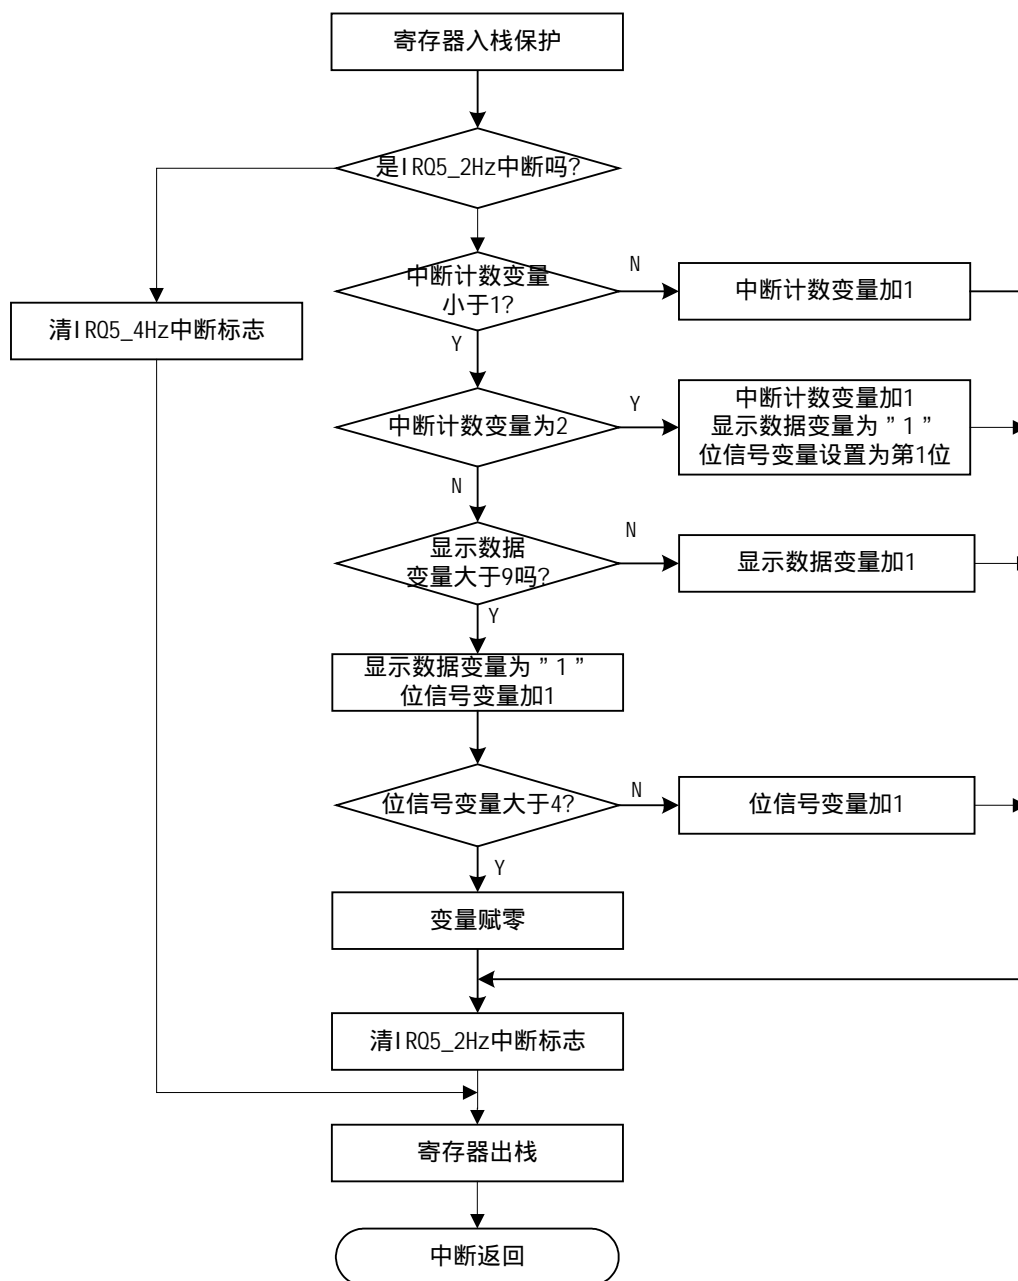 寄存器入栈保护
是IRQ5_2Hz中断吗?
中断计数变量
小于1?
N
中断计数变量加1
清IRQ5_4Hz中断标志
Y
中断计数变量为2
Y
中断计数变量加1
显示数据变量为"1"
位信号变量设置为第1位
N
显示数据
变量大于9吗?
N
显示数据变量加1
Y
显示数据变量为"1"
位信号变量加1
位信号变量大于4?
N
位信号变量加1
Y
变量赋零
清IRQ5_2Hz中断标志
寄存器出栈
中断返回